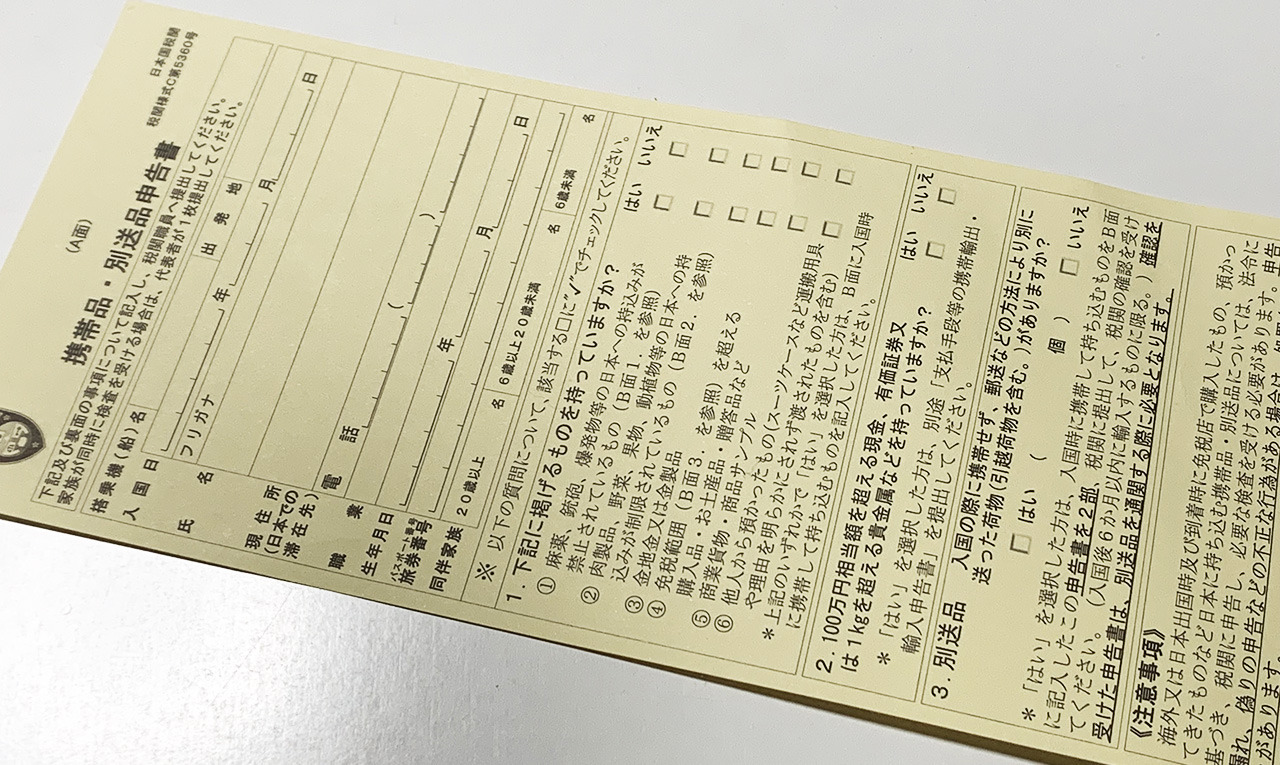 (A面)
日本国税関
税関様式C第5360号
携帯品・別送品申告書
下記及び裏面の事項について記入し、税関職員へ提出してください。
家族が同時に検査を受ける場合は、代表者が1枚提出してください。
搭乗機(船)名 出発地
入国日 年 月 日
フリガナ
氏名
現住所
(日本での
滞在先)
電話 ( )
職業
生年月日 年 月 日
パスポート
旅券番号
同伴家族 20歳以上 名 6歳以上20歳未満 名 6歳未満 名
※ 以下の質問について、該当する□に"✓"でチェックしてください。
1.下記に掲げるものを持っていますか? はい いいえ
① 麻薬、銃砲、爆発物等の日本への持込みが
禁止されているもの(B面1.を参照) □ □
② 肉製品、野菜、果物、動植物等の日本への持
込みが制限されているもの(B面2.を参照) □ □
③ 金地金又は金製品 □ □
④ 免税範囲(B面3.を参照)を超える
購入品・お土産品・贈答品など □ □
⑤ 商業貨物・商品サンプル □ □
⑥ 他人から預かったもの(スーツケースなど運搬用具
や理由を明らかにされず渡されたものを含む) □ □
*上記のいずれかで「はい」を選択した方は、B面に入国時
に携帯して持ち込むものを記入してください。
2.100万円相当額を超える現金、有価証券又
は1kgを超える貴金属などを持っていますか? はい いいえ
□ □
*「はい」を選択した方は、別途「支払手段等の携帯輸出・
輸入申告書」を提出してください。
3.別送品 入国の際に携帯せず、郵送などの方法により別に
送った荷物(引越荷物を含む。)がありますか?
□ はい ( 個 ) □ いいえ
*「はい」を選択した方は、入国時に携帯して持ち込むものをB面
に記入したこの申告書を2部、税関に提出して、税関の確認を受け
てください。(入国後6か月以内に輸入するものに限る。)確認を
受けた申告書は、別送品を通関する際に必要となります。
《注意事項》
海外又は日本出国時及び到着時に免税店で購入したもの、預かっ
てきたものなど日本に持ち込む携帯品・別送品については、法令に
基づき、税関に申告し、必要な検査を受ける必要があります。申告
漏れ、偽りの申告などの不正な行為がある場合は、
があります。